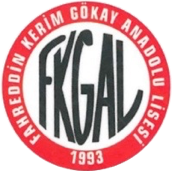 FAHREDDİN KERİM GÖKAY ANADOLU LİSESİ
FKGAL
1993